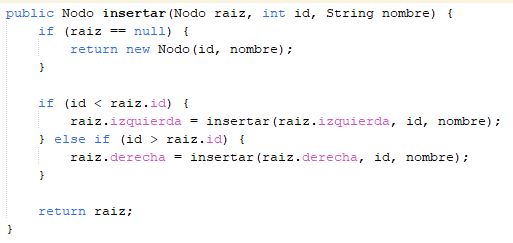 public Nodo insertar(Nodo raiz, int id, String nombre) {
    if (raiz == null) {
        return new Nodo(id, nombre);
    }

    if (id < raiz.id) {
        raiz.izquierda = insertar(raiz.izquierda, id, nombre);
    } else if (id > raiz.id) {
        raiz.derecha = insertar(raiz.derecha, id, nombre);
    }

    return raiz;
}